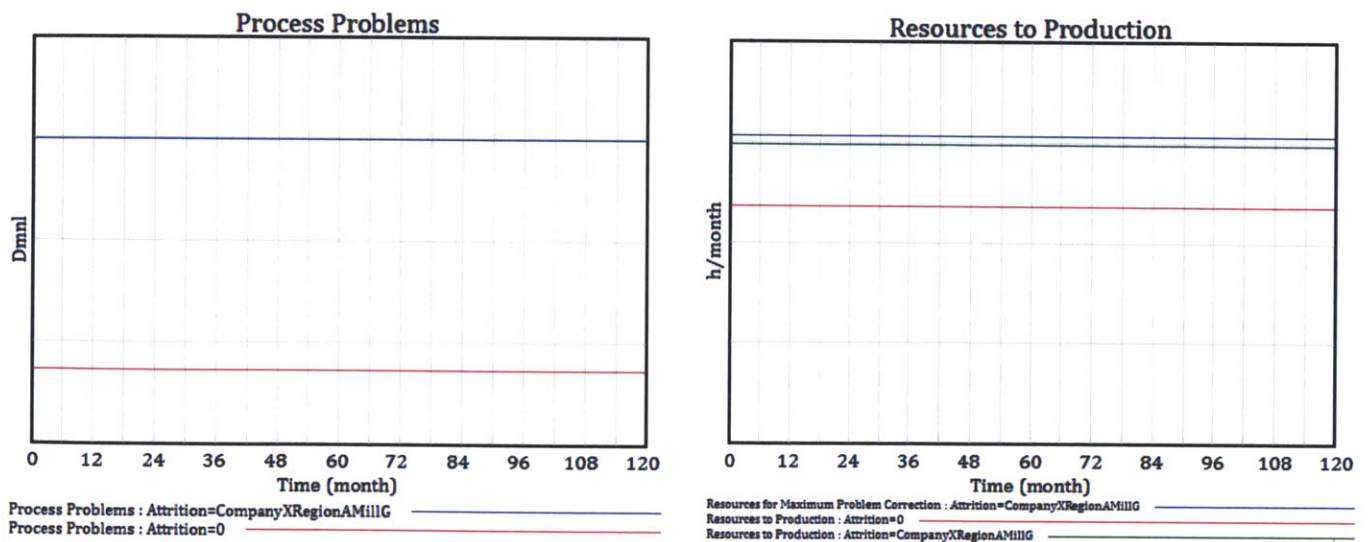 Process Problems
Dmnl
0 12 24 36 48 60 72 84 96 108 120
Time (month)
Process Problems : Attrition=CompanyXRegionAMillG
Process Problems : Attrition=0
Resources to Production
h/month
0 12 24 36 48 60 72 84 96 108 120
Time (month)
Resources for Maximum Problem Correction : Attrition=CompanyXRegionAMillG
Resources to Production : Attrition=0
Resources to Production : Attrition=CompanyXRegionAMillG